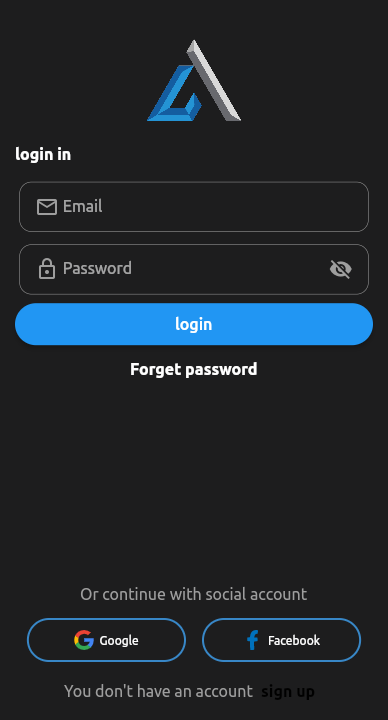 login in
Email
Password
login
Forget password
Or continue with social account
Google Facebook
You don't have an account sign up